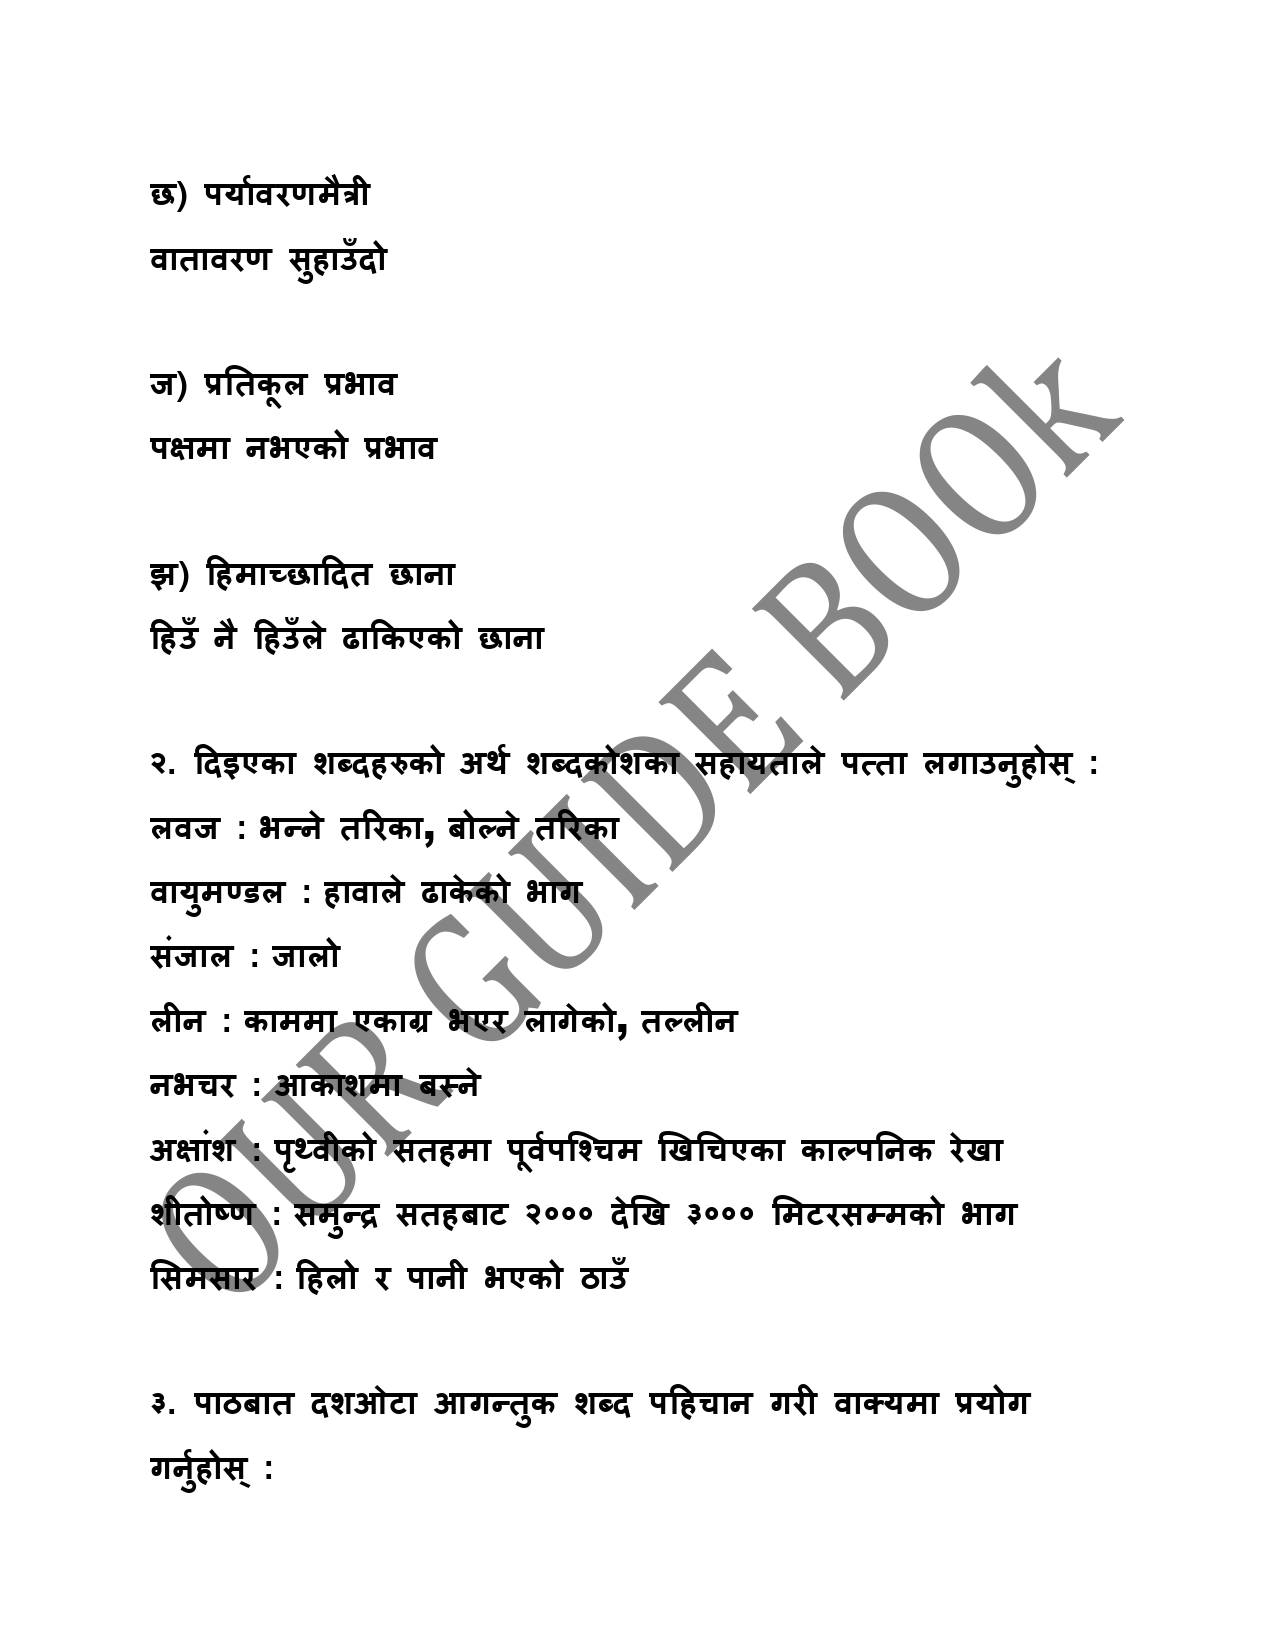 छ) पर्यावरणमैत्री
वातावरण सुहाउँदो
ज) प्रतिकूल प्रभाव
पक्षमा नभएको प्रभाव
झ) हिमाच्छादित छाना
हिउँ नै हिउँले ढाकिएको छाना
२. दिइएका शब्दहरुको अर्थ शब्दकोशका सहायताले पत्ता लगाउनुहोस् :
लवज : भन्ने तरिका, बोल्ने तरिका
वायुमण्डल : हावाले ढाकेको भाग
संजाल : जालो
लीन : काममा एकाग्र भएर लागेको, तल्लीन
नभचर : आकाशमा बस्ने
अक्षांश : पृथ्वीको सतहमा पूर्वपश्चिम खिचिएका काल्पनिक रेखा
शीतोष्ण : समुन्द्र सतहबाट २००० देखि ३००० मिटरसम्मको भाग
सिमसार : हिलो र पानी भएको ठाउँ
३. पाठबात दशओटा आगन्तुक शब्द पहिचान गरी वाक्यमा प्रयोग
गर्नुहोस् :
OUR GUIDE BOOk